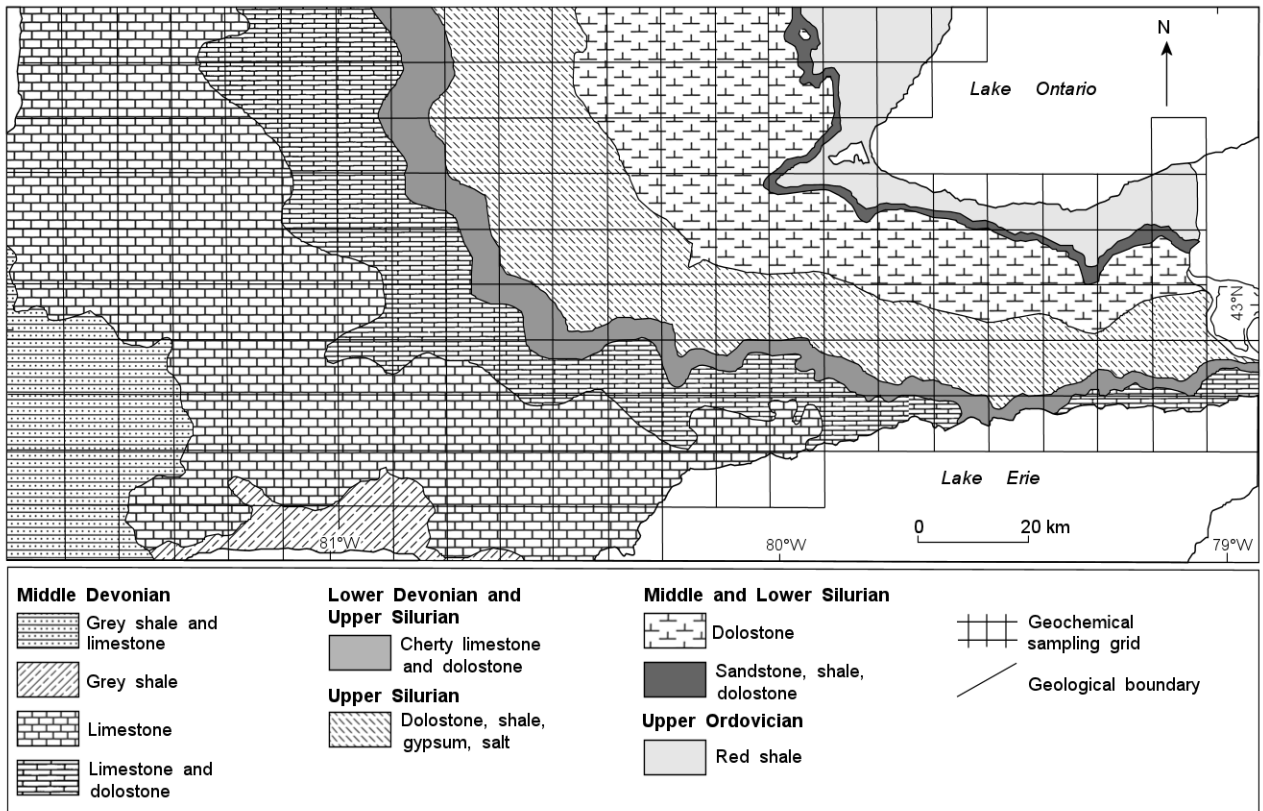 N
Lake Ontario
43°N
Lake Erie
0 20 km
81°W
80°W
79°W
Middle Devonian
Grey shale and
limestone
Grey shale
Limestone
Limestone and
dolostone
Lower Devonian and
Upper Silurian
Cherty limestone
and dolostone
Upper Silurian
Dolostone, shale,
gypsum, salt
Middle and Lower Silurian
Dolostone
Sandstone, shale,
dolostone
Upper Ordovician
Red shale
Geochemical
sampling grid
Geological boundary